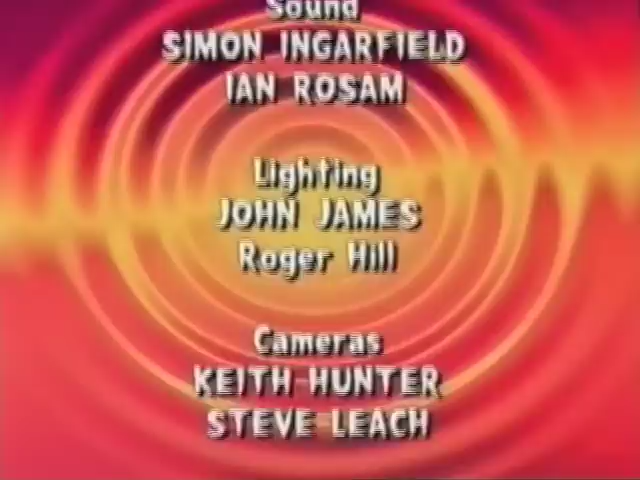 Sound
SIMON INGARFIELD
IAN ROSAM
Lighting
JOHN JAMES
Roger Hill
Cameras
KEITH HUNTER
STEVE LEACH